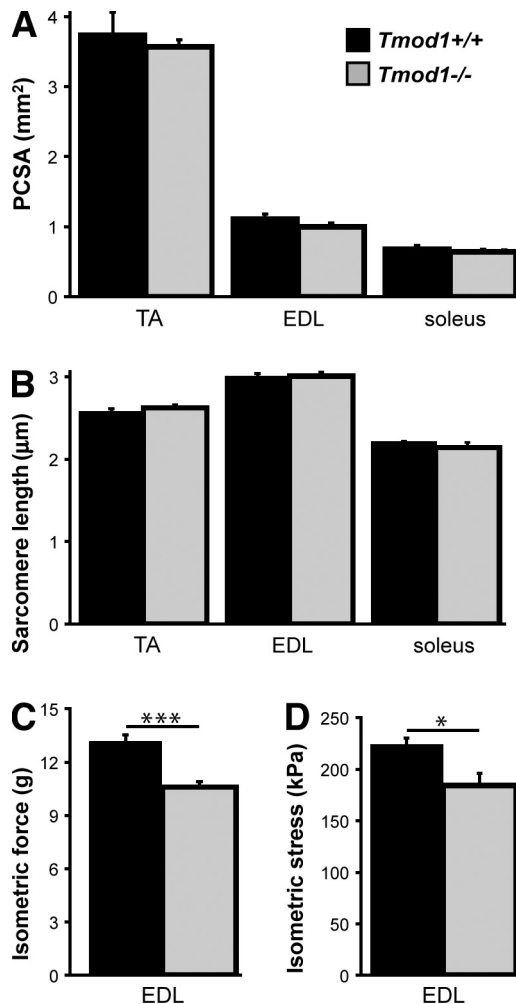 A
PCSA (mm²)
4
3
2
1
0
Tmod1+/+
Tmod1-/-
TA
EDL
soleus
B
Sarcomere length (μm)
3
2
1
0
TA
EDL
soleus
C
Isometric force (g)
15
12
9
6
3
0
***
EDL
D
Isometric stress (kPa)
250
200
150
100
50
0
*
EDL